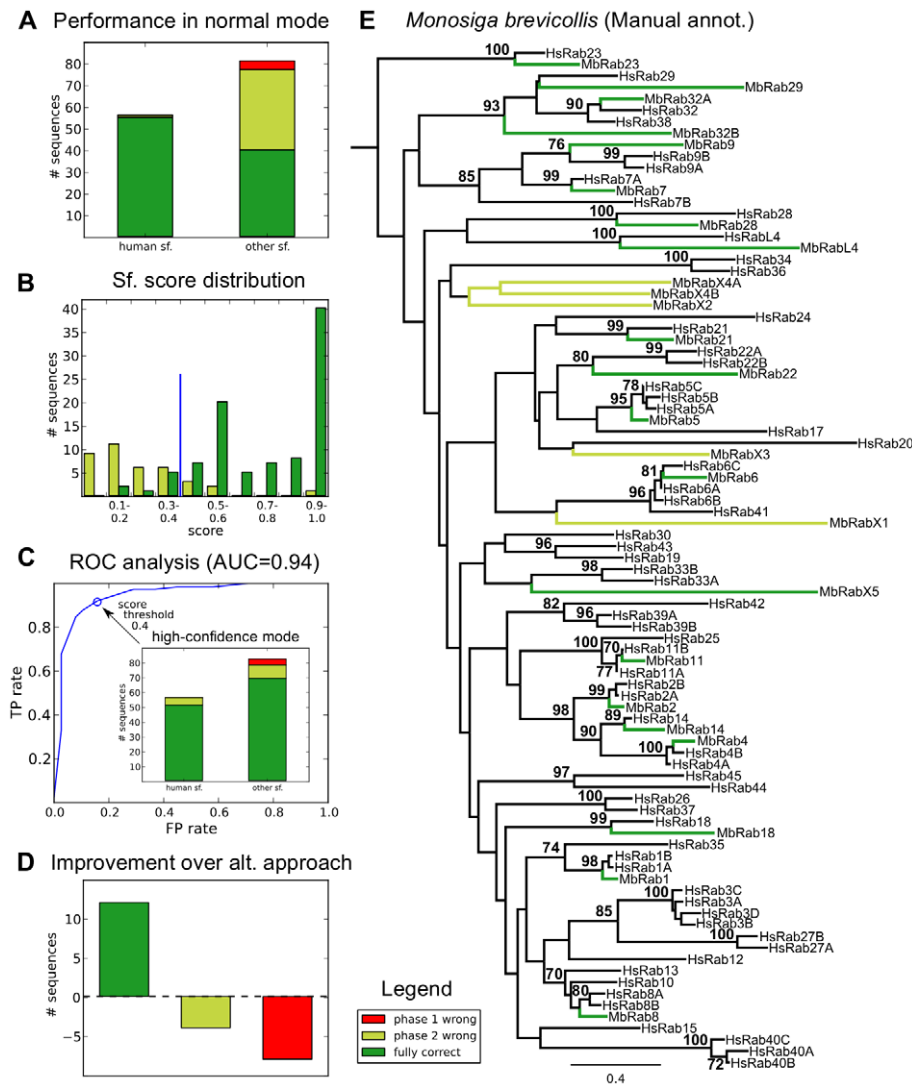 A Performance in normal mode
# sequences
80
70
60
50
40
30
20
10
human sf.
other sf.
B Sf. score distribution
# sequences
40
35
30
25
20
15
10
5
0.1-
0.2
0.3-
0.4
0.5-
0.6
0.7-
0.8
0.9-
1.0
score
C ROC analysis (AUC=0.94)
TP rate
0.8
0.6
0.4
0.2
score
threshold
0.4
high-confidence mode
# sequences
80
70
60
50
40
30
20
10
human sf.
other sf.
0.0
0.2
0.4
0.6
0.8
1.0
FP rate
D Improvement over alt. approach
# sequences
10
5
0
−5
Legend
phase 1 wrong
phase 2 wrong
fully correct
E Monosiga brevicollis (Manual annot.)
100
HsRab23
MbRab23
HsRab29
MbRab29
93
MbRab32A
90
HsRab32
HsRab38
MbRab32B
76
MbRab9
HsRab9B
99
HsRab9A
85
99
HsRab7A
MbRab7
HsRab7B
100
HsRab28
MbRab28
100
HsRabL4
MbRabL4
100
HsRab34
HsRab36
MbRabX4A
MbRabX4B
MbRabX2
HsRab24
99
HsRab21
MbRab21
99
HsRab22A
HsRab22B
80
MbRab22
78
HsRab5C
HsRab5B
95
HsRab5A
MbRab5
HsRab17
HsRab20
MbRabX3
81
HsRab6C
MbRab6
96
HsRab6A
HsRab6B
HsRab41
MbRabX1
HsRab30
96
HsRab43
HsRab19
98
HsRab33B
HsRab33A
MbRabX5
82
HsRab42
96
HsRab39A
HsRab39B
100
HsRab25
70
HsRab11B
MbRab11
77
HsRab11A
99
HsRab2B
HsRab2A
98
MbRab2
89
HsRab14
90
MbRab14
MbRab4
100
HsRab4B
HsRab4A
97
HsRab45
HsRab44
100
HsRab26
HsRab37
99
HsRab18
MbRab18
74
HsRab35
98
HsRab1B
HsRab1A
MbRab1
100
HsRab3C
HsRab3A
85
HsRab3D
HsRab3B
100
HsRab27B
HsRab27A
HsRab12
70
HsRab13
HsRab10
80
HsRab8A
HsRab8B
MbRab8
HsRab15
100
HsRab40C
HsRab40A
72
HsRab40B
0.4